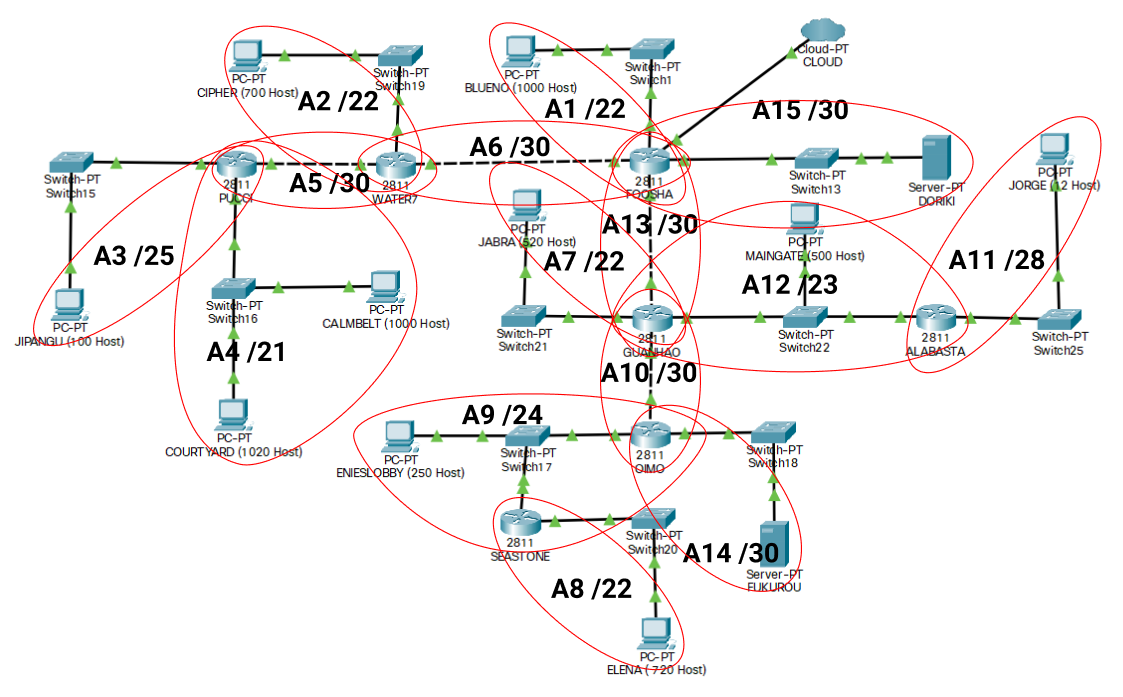 PC-PT
CIPHER (700 Host)
Switch-PT
Switch19
A2 /22
PC-PT
BLUENO (1000 Host)
Switch-PT
Switch1
A1 /22
Cloud-PT
CLOUD
A15 /30
Switch-PT
Switch15
2811
PUCCI
A5 /30
2811
WATER7
A6 /30
2811
FOOSHA
Switch-PT
Switch13
Server-PT
DORIKI
PC-PT
JORGE (12 Host)
A3 /25
PC-PT
JIPANGU (100 Host)
Switch-PT
Switch16
PC-PT
CALMBELT (1000 Host)
A4 /21
PC-PT
COURTYARD (1020 Host)
PC-PT
JABRA (520 Host)
A7 /22
Switch-PT
Switch21
A13 /30
2811
GUANHAO
PC-PT
MAINGATE (500 Host)
A12 /23
Switch-PT
Switch22
2811
ALABASTA
A11 /28
Switch-PT
Switch25
A10 /30
A9 /24
PC-PT
ENIESLOBBY (250 Host)
Switch-PT
Switch17
2811
OIMO
Switch-PT
Switch18
2811
SEASTONE
Switch-PT
Switch20
A14 /30
Server-PT
FUKUROU
A8 /22
PC-PT
ELENA ( 720 Host)